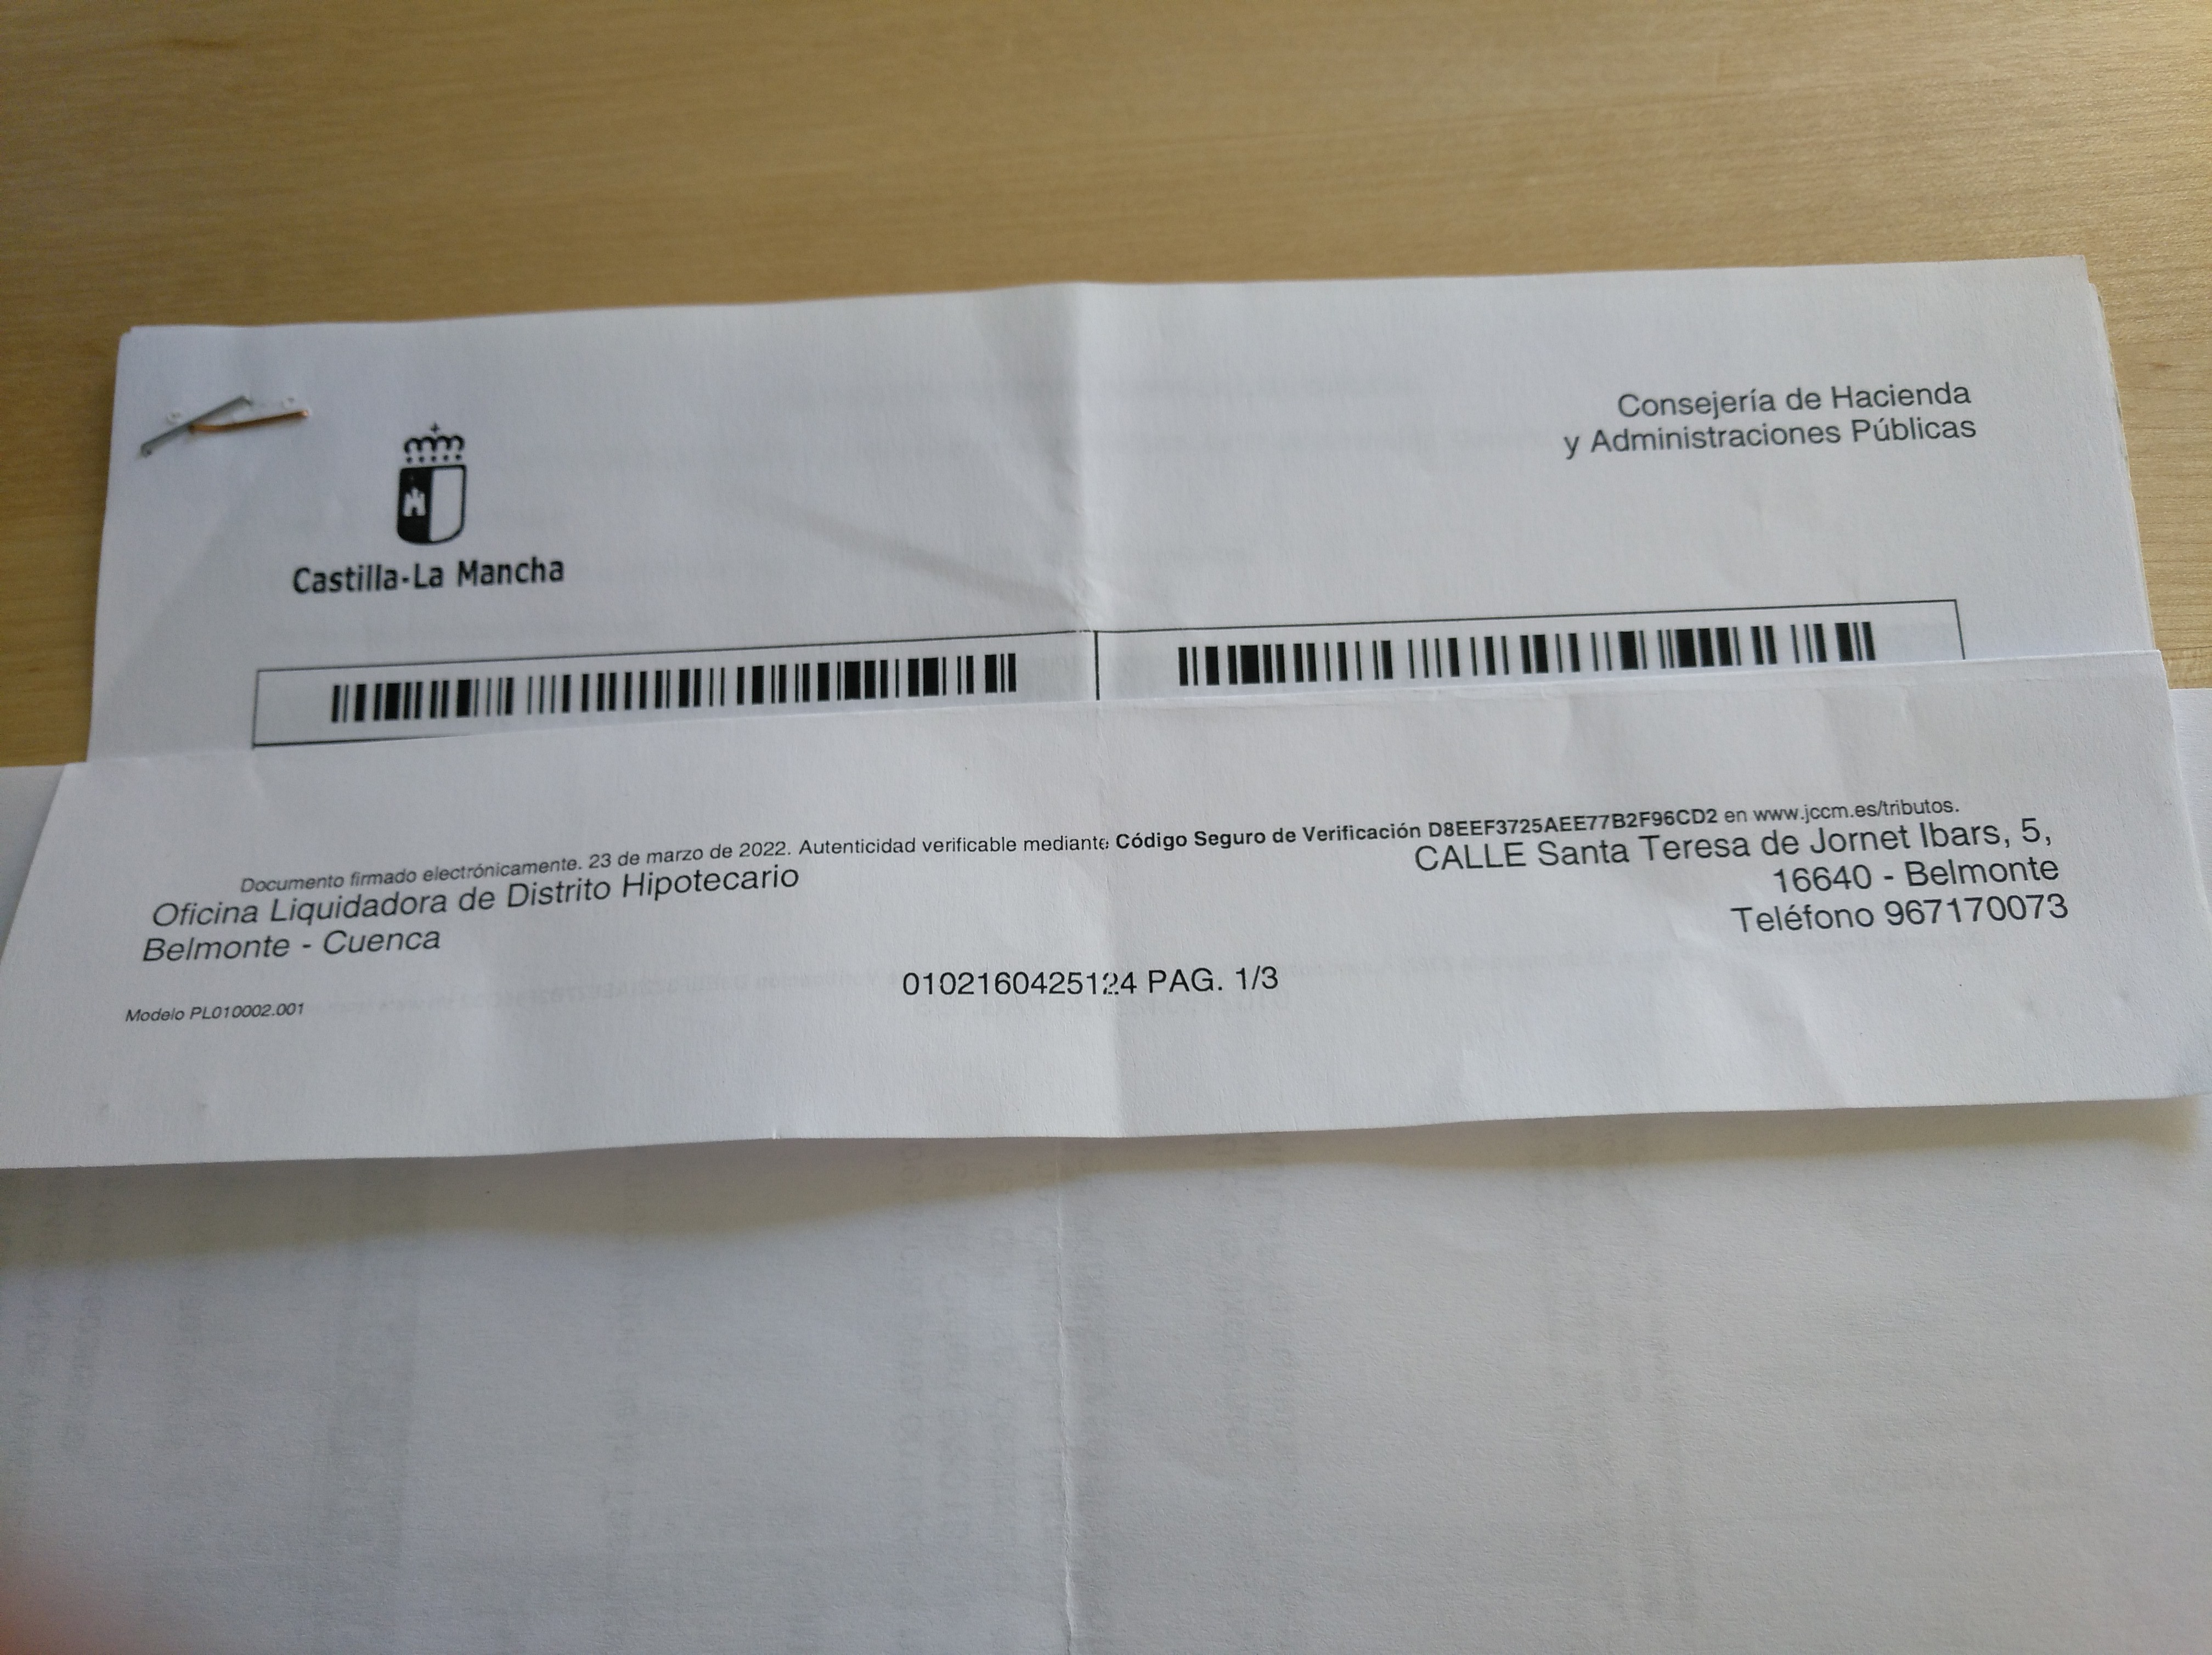 Consejería de Hacienda
y Administraciones Públicas
Castilla-La Mancha
Documento firmado electrónicamente. 23 de marzo de 2022. Autenticidad verificable mediante Código Seguro de Verificación D8EEF3725AEE77B2F96CD2 en www.jccm.es/tributos.
Oficina Liquidadora de Distrito Hipotecario
Belmonte - Cuenca
CALLE Santa Teresa de Jornet Ibars, 5,
16640 - Belmonte
Teléfono 967170073
0102160425124 PAG. 1/3
Modelo PL010002.001